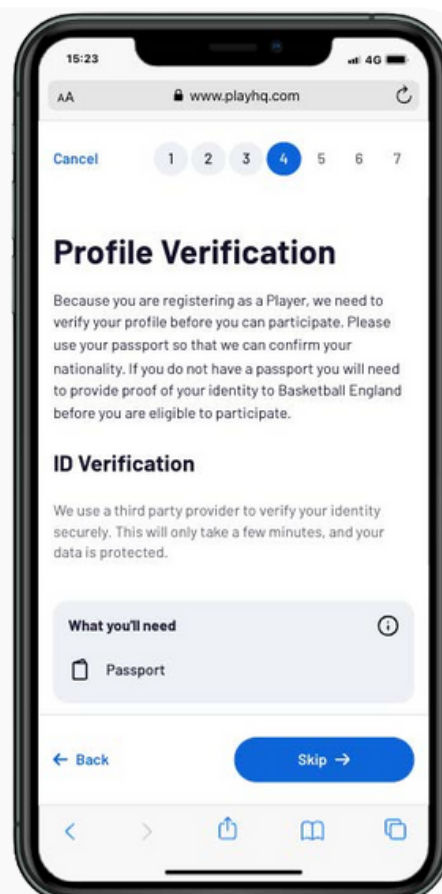 15:23
4G
AA www.playhq.com
Cancel 1 2 3 4 5 6 7
Profile Verification
Because you are registering as a Player, we need to
verify your profile before you can participate. Please
use your passport so that we can confirm your
nationality. If you do not have a passport you will need
to provide proof of your identity to Basketball England
before you are eligible to participate.
ID Verification
We use a third party provider to verify your identity
securely. This will only take a few minutes, and your
data is protected.
What you'll need
Passport
← Back Skip →